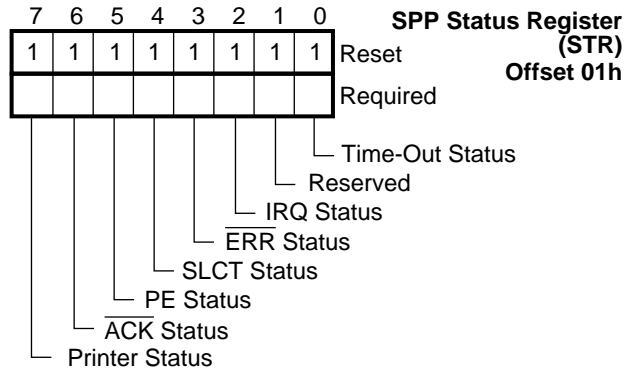 7 6 5 4 3 2 1 0
SPP Status Register
(STR)
Offset 01h
1 1 1 1 1 1 1 1 Reset
Required
Time-Out Status
Reserved
IRQ Status
E̅R̅R̅ Status
SLCT Status
PE Status
A̅C̅K̅ Status
Printer Status